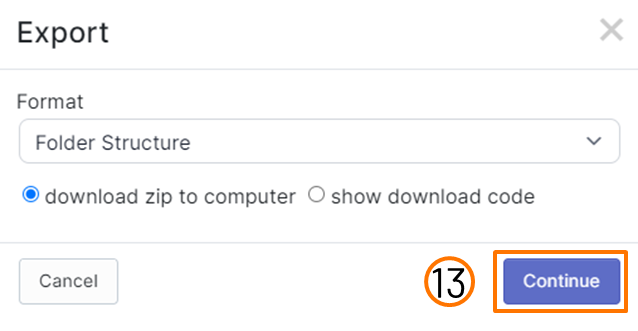 Export
Format
Folder Structure
download zip to computer show download code
Cancel 13 Continue